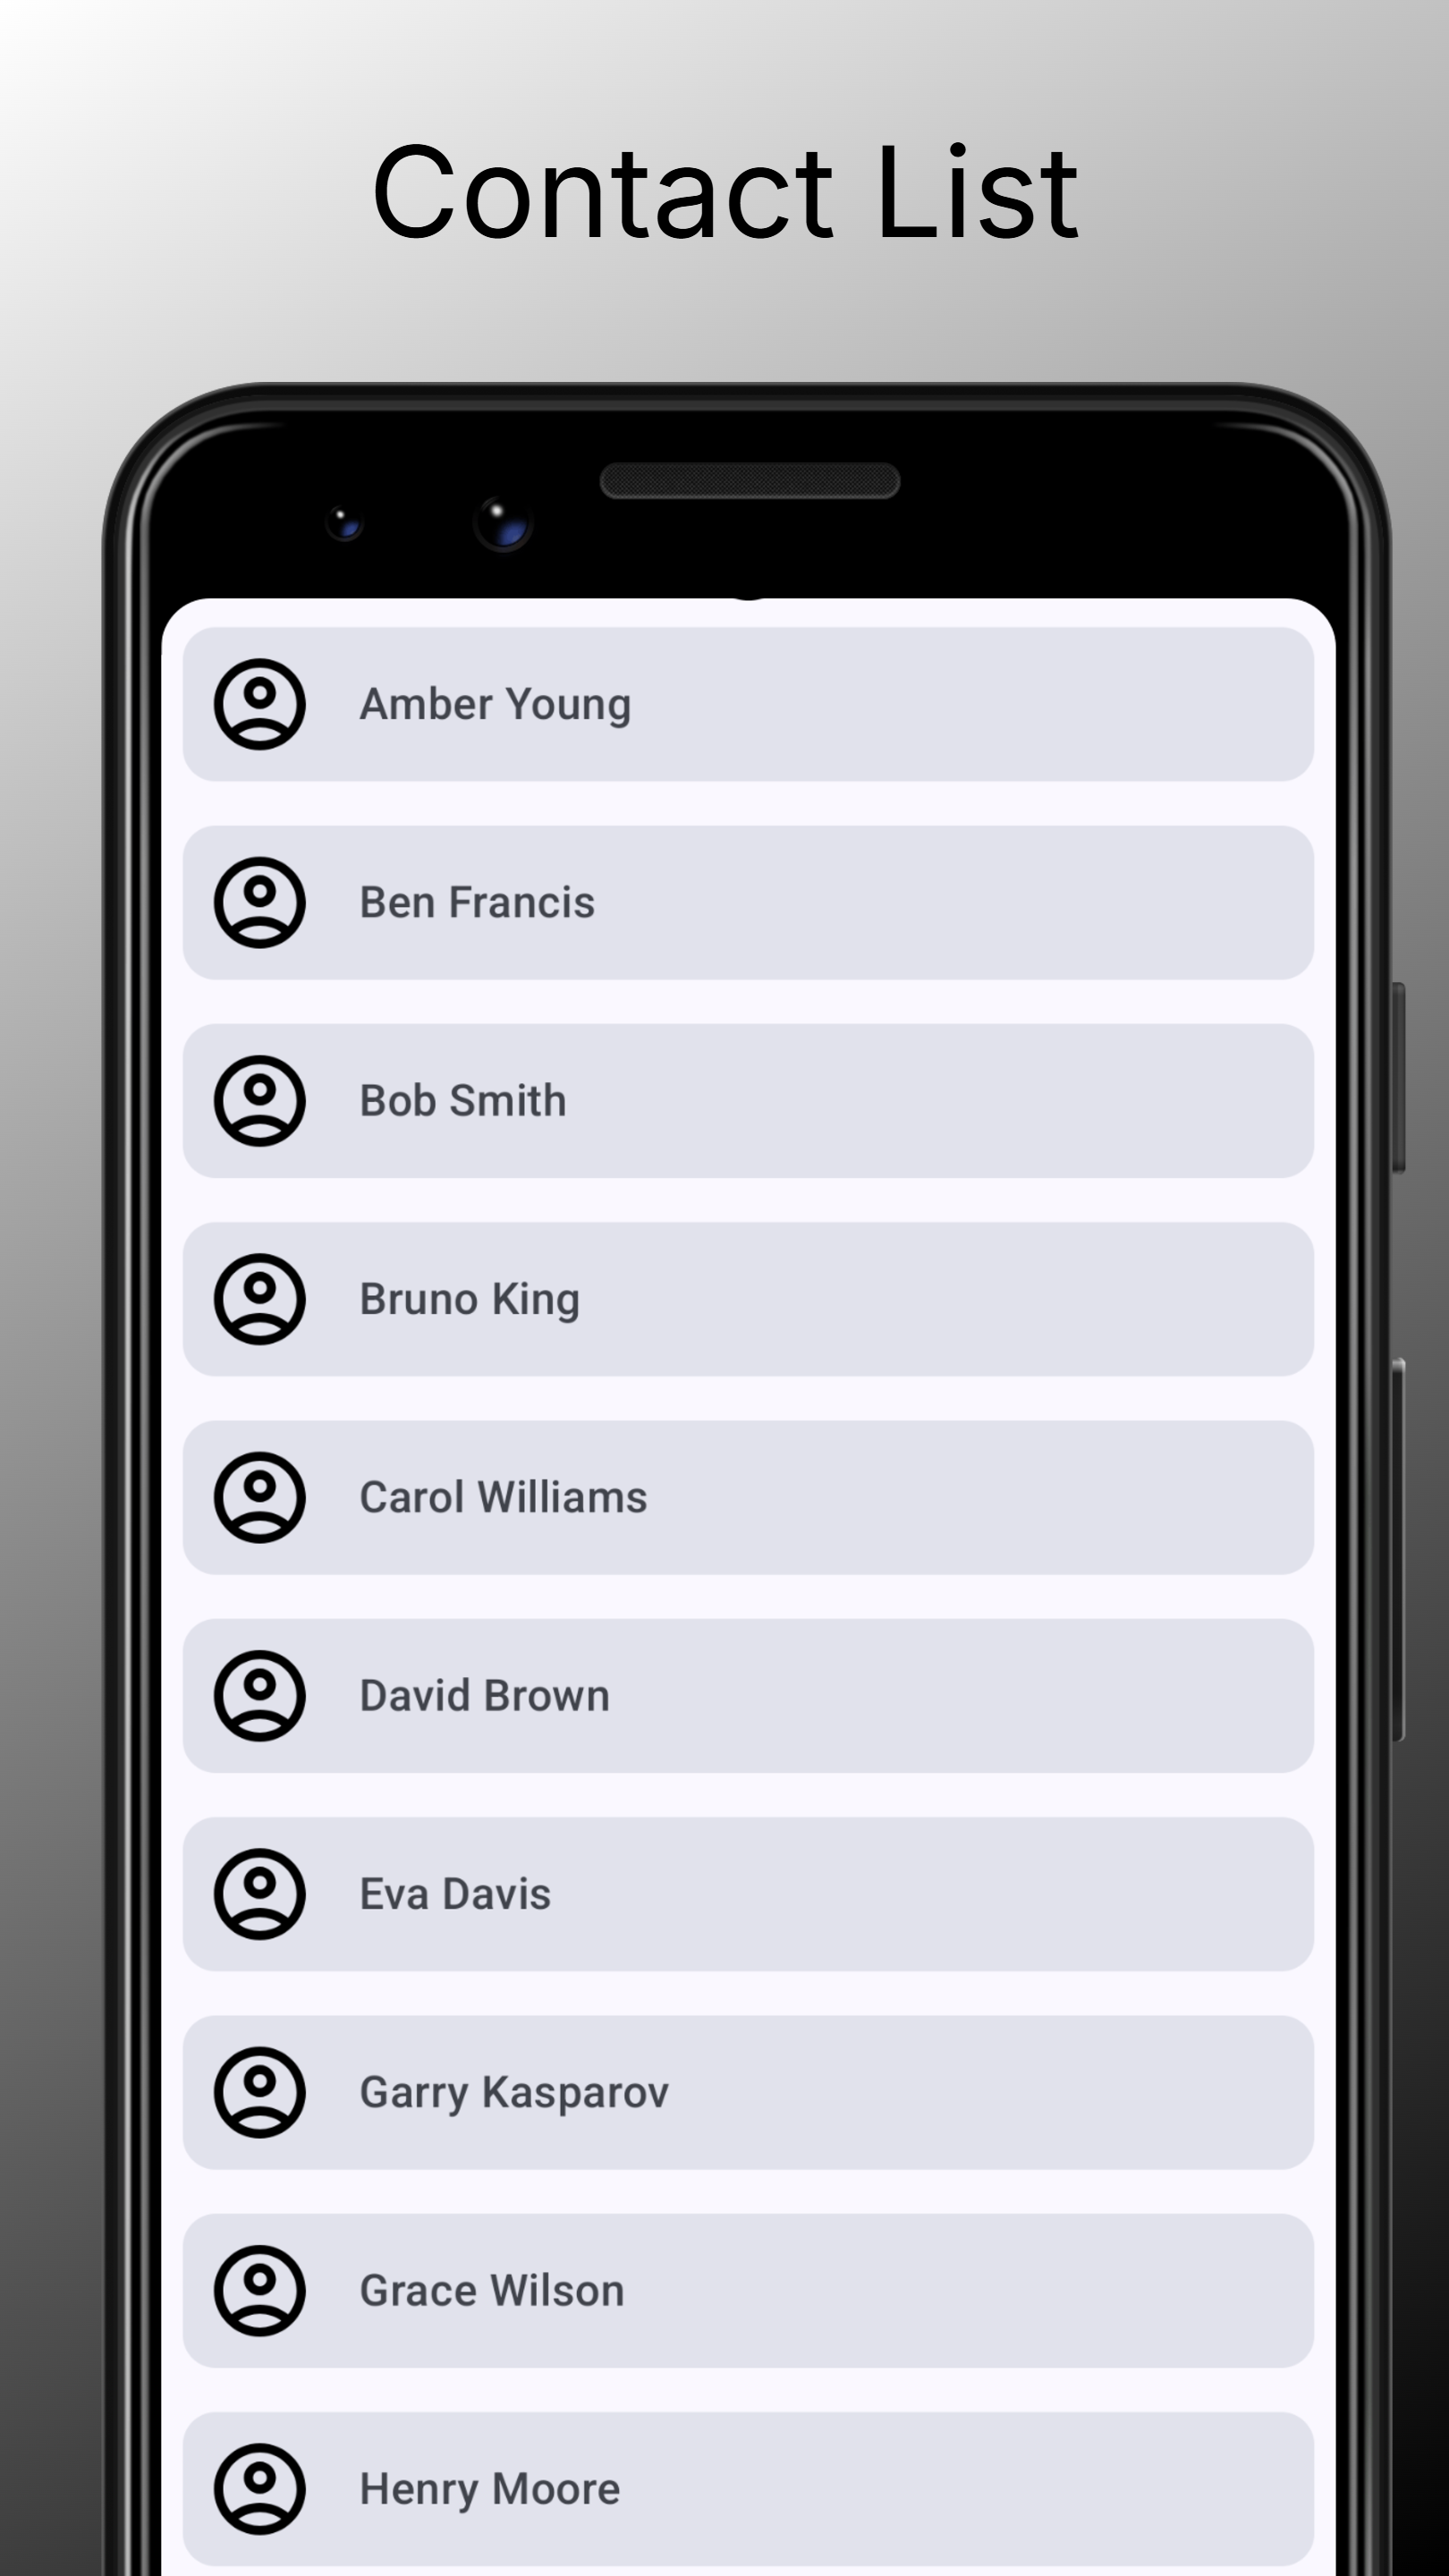 Contact List
Amber Young
Ben Francis
Bob Smith
Bruno King
Carol Williams
David Brown
Eva Davis
Garry Kasparov
Grace Wilson
Henry Moore